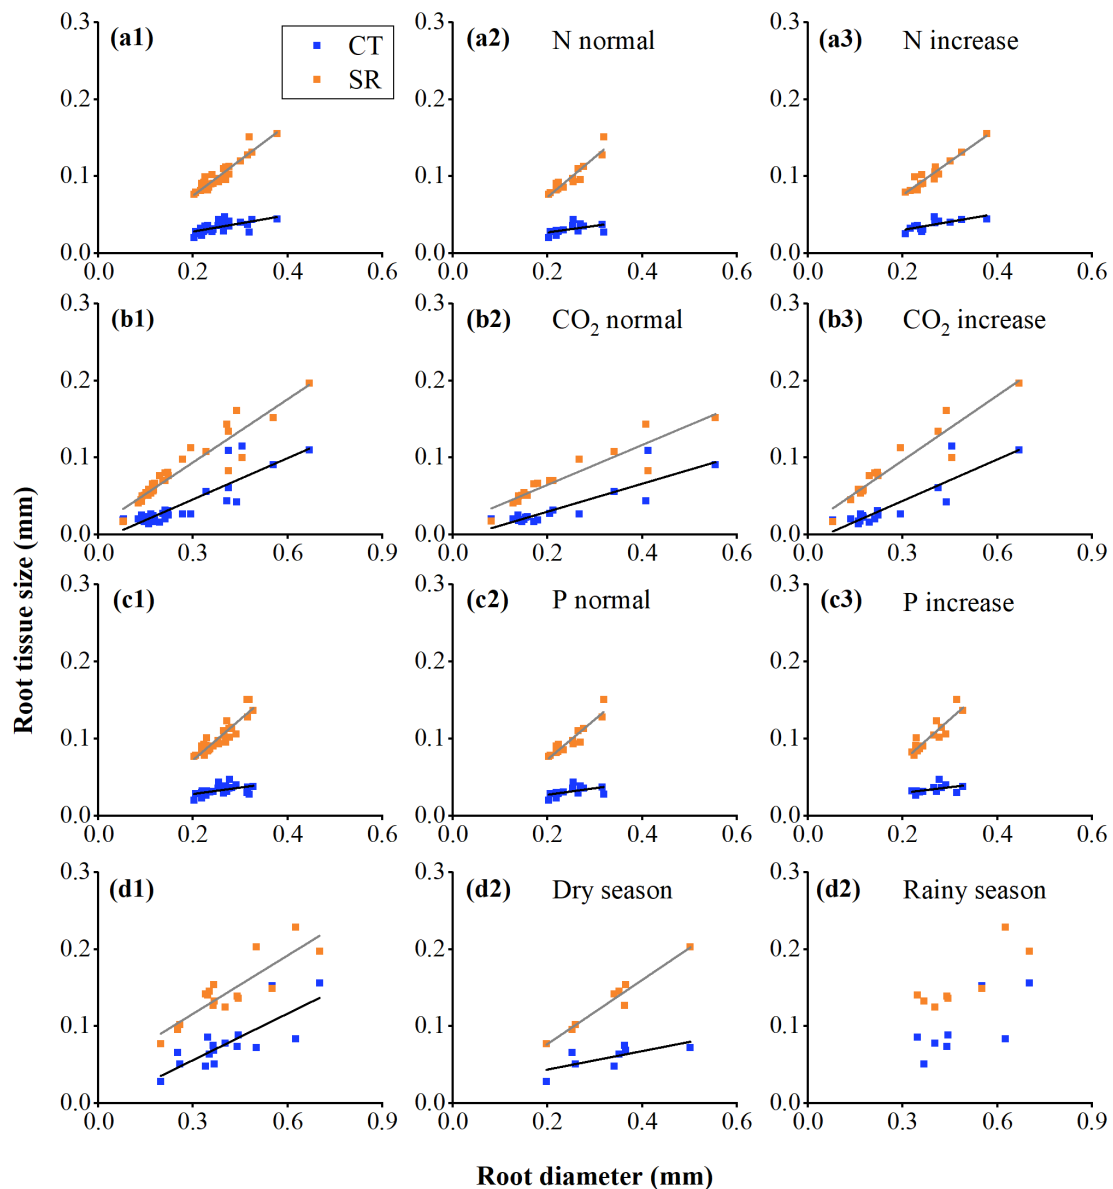 (a1)
CT
SR
0.3
0.2
0.1
0.0
0.0 0.2 0.4 0.6
(a2) N normal
0.3
0.2
0.1
0.0
0.0 0.2 0.4 0.6
(a3) N increase
0.3
0.2
0.1
0.0
0.0 0.2 0.4 0.6
(b1)
0.3
0.2
0.1
0.0
0.0 0.3 0.6 0.9
(b2) CO2 normal
0.3
0.2
0.1
0.0
0.0 0.2 0.4 0.6
(b3) CO2 increase
0.3
0.2
0.1
0.0
0.0 0.3 0.6 0.9
(c1)
0.3
0.2
0.1
0.0
0.0 0.2 0.4 0.6
(c2) P normal
0.3
0.2
0.1
0.0
0.0 0.2 0.4 0.6
(c3) P increase
0.3
0.2
0.1
0.0
0.0 0.2 0.4 0.6
(d1)
0.3
0.2
0.1
0.0
0.0 0.3 0.6 0.9
(d2) Dry season
0.3
0.2
0.1
0.0
0.0 0.2 0.4 0.6
(d2) Rainy season
0.3
0.2
0.1
0.0
0.0 0.3 0.6 0.9
Root tissue size (mm)
Root diameter (mm)